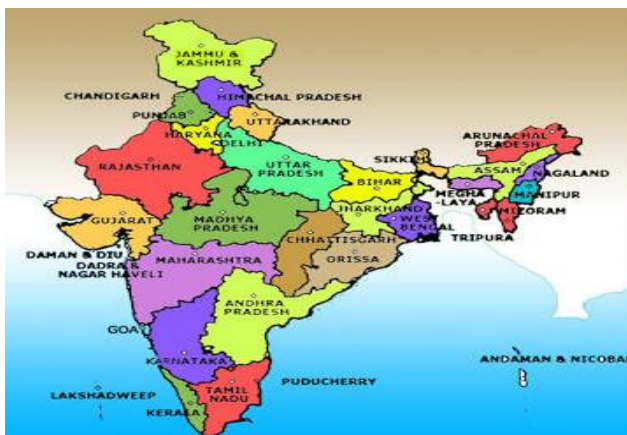 JAMMU &
KASHMIR
CHANDIGARH
HIMACHAL PRADESH
PUNJAB
UTTARAKHAND
HARYANA
DELHI
ARUNACHAL
PRADESH
RAJASTHAN
UTTAR
PRADESH
SIKKIM
ASSAM
NAGALAND
BIHAR
MEGHA
-LAYA
MANIPUR
GUJARAT
MADHYA
PRADESH
JHARKHAND
WEST
BENGAL
MIZORAM
TRIPURA
CHHATTISGARH
DAMAN & DIU
DADRA &
NAGAR HAVELI
MAHARASHTRA
ORISSA
ANDHRA
PRADESH
GOA
KARNATAKA
ANDAMAN & NICOBA
PUDUCHERRY
LAKSHADWEEP
TAMIL
NADU
KERALA